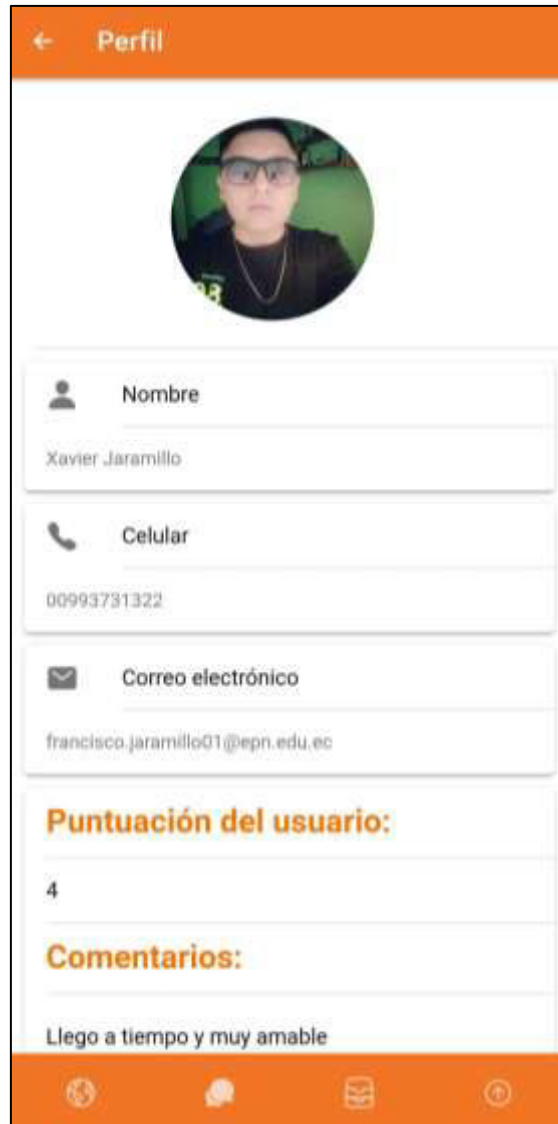 Perfil
Nombre
Xavier Jaramillo
Celular
00993731322
Correo electrónico
francisco.jaramillo01@epn.edu.ec
Puntuación del usuario:
4
Comentarios:
Llego a tiempo y muy amable